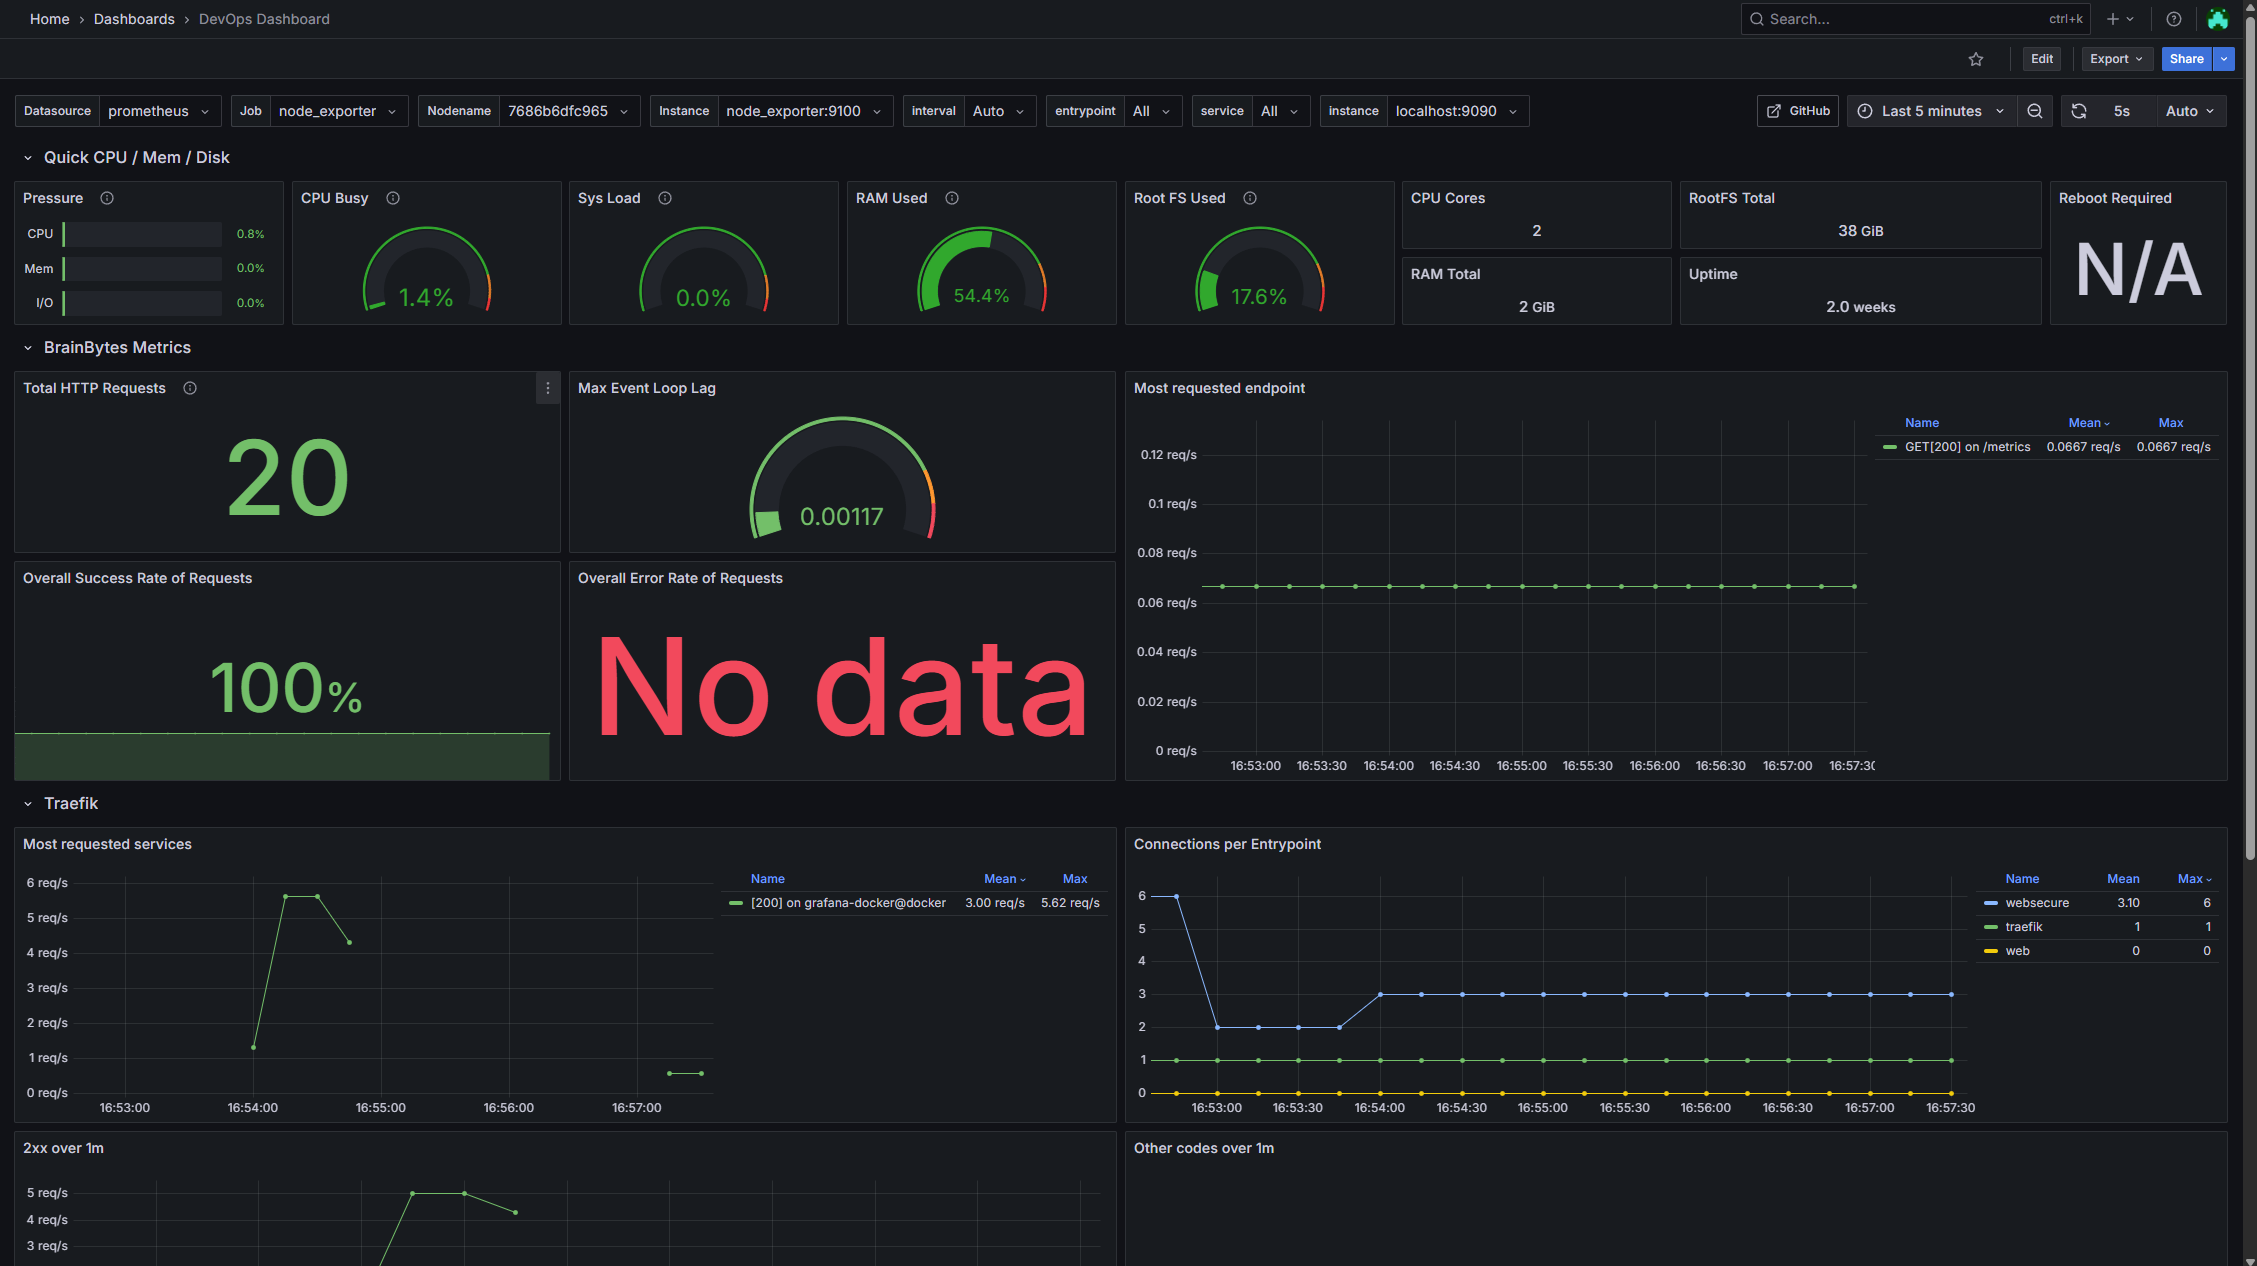 Home › Dashboards › DevOps Dashboard
Search... ctrl+k
Edit Export Share
Datasource prometheus Job node_exporter Nodename 7686b6dfc965 Instance node_exporter:9100 interval Auto entrypoint All service All instance localhost:9090 GitHub Last 5 minutes 5s Auto
Quick CPU / Mem / Disk
Pressure
CPU 0.8%
Mem 0.0%
I/O 0.0%
CPU Busy
1.4%
Sys Load
0.0%
RAM Used
54.4%
Root FS Used
17.6%
CPU Cores
2
RAM Total
2 GiB
RootFS Total
38 GiB
Uptime
2.0 weeks
Reboot Required
N/A
BrainBytes Metrics
Total HTTP Requests
20
Max Event Loop Lag
0.00117
Most requested endpoint
Name Mean Max
GET[200] on /metrics 0.0667 req/s 0.0667 req/s
0.12 req/s
0.1 req/s
0.08 req/s
0.06 req/s
0.04 req/s
0.02 req/s
0 req/s
16:53:00 16:53:30 16:54:00 16:54:30 16:55:00 16:55:30 16:56:00 16:56:30 16:57:00 16:57:30
Overall Success Rate of Requests
100%
Overall Error Rate of Requests
No data
Traefik
Most requested services
6 req/s
5 req/s
4 req/s
3 req/s
2 req/s
1 req/s
0 req/s
16:53:00 16:54:00 16:55:00 16:56:00 16:57:00
Name Mean Max
[200] on grafana-docker@docker 3.00 req/s 5.62 req/s
Connections per Entrypoint
6
5
4
3
2
1
0
16:53:00 16:53:30 16:54:00 16:54:30 16:55:00 16:55:30 16:56:00 16:56:30 16:57:00 16:57:30
Name Mean Max
websecure 3.10 6
traefik 1 1
web 0 0
2xx over 1m
5 req/s
4 req/s
3 req/s
Other codes over 1m